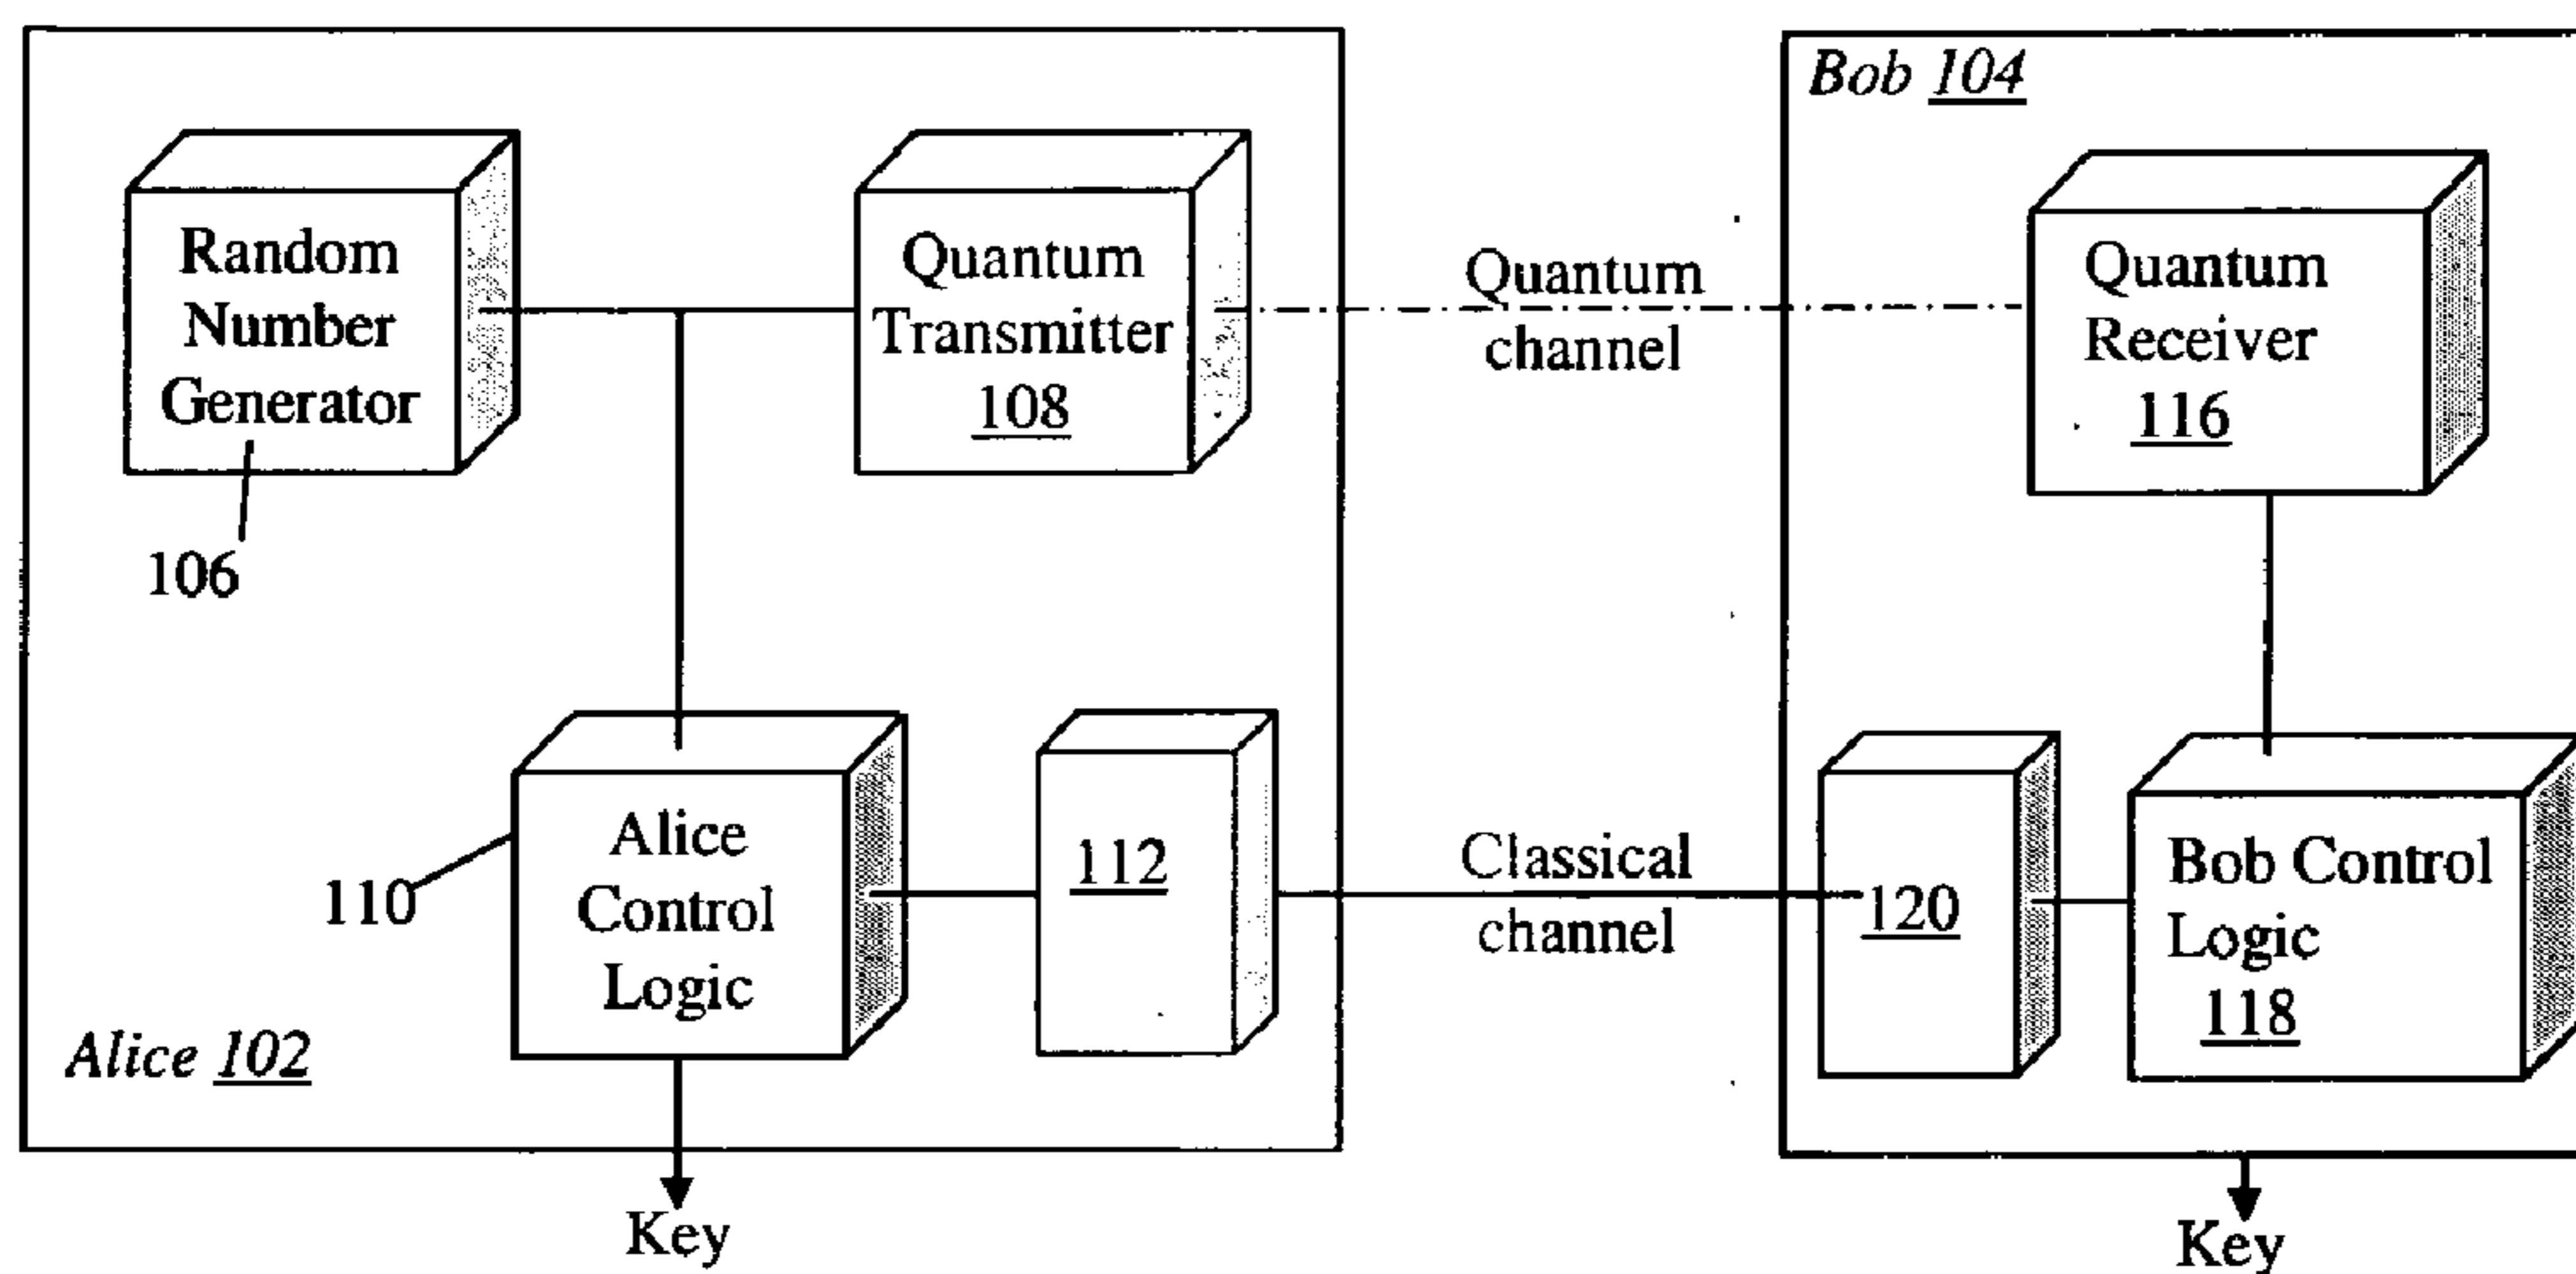 Bob 104
Random
Number
Generator
106
Quantum
Transmitter
108
Quantum
channel
Quantum
Receiver
116
Alice
Control
Logic
110
112
Classical
channel
120
Bob Control
Logic
118
Alice 102
Key
Key